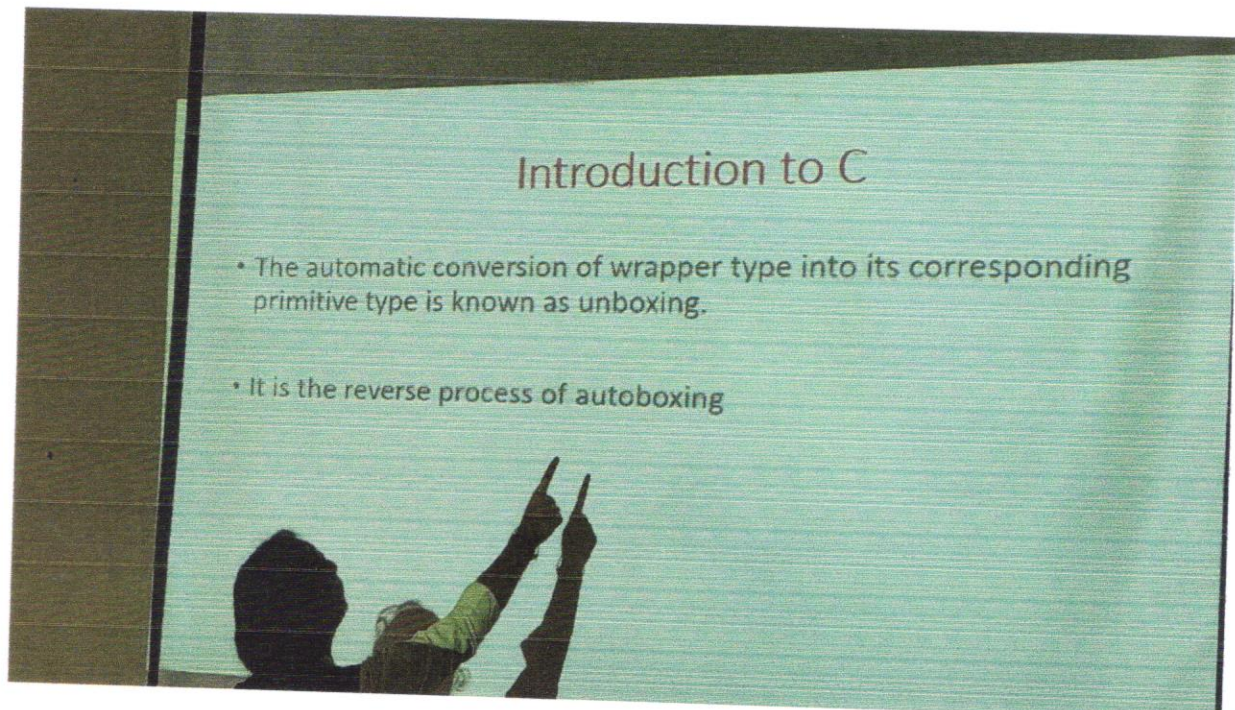 Introduction to C
• The automatic conversion of wrapper type into its corresponding
primitive type is known as unboxing.
• It is the reverse process of autoboxing